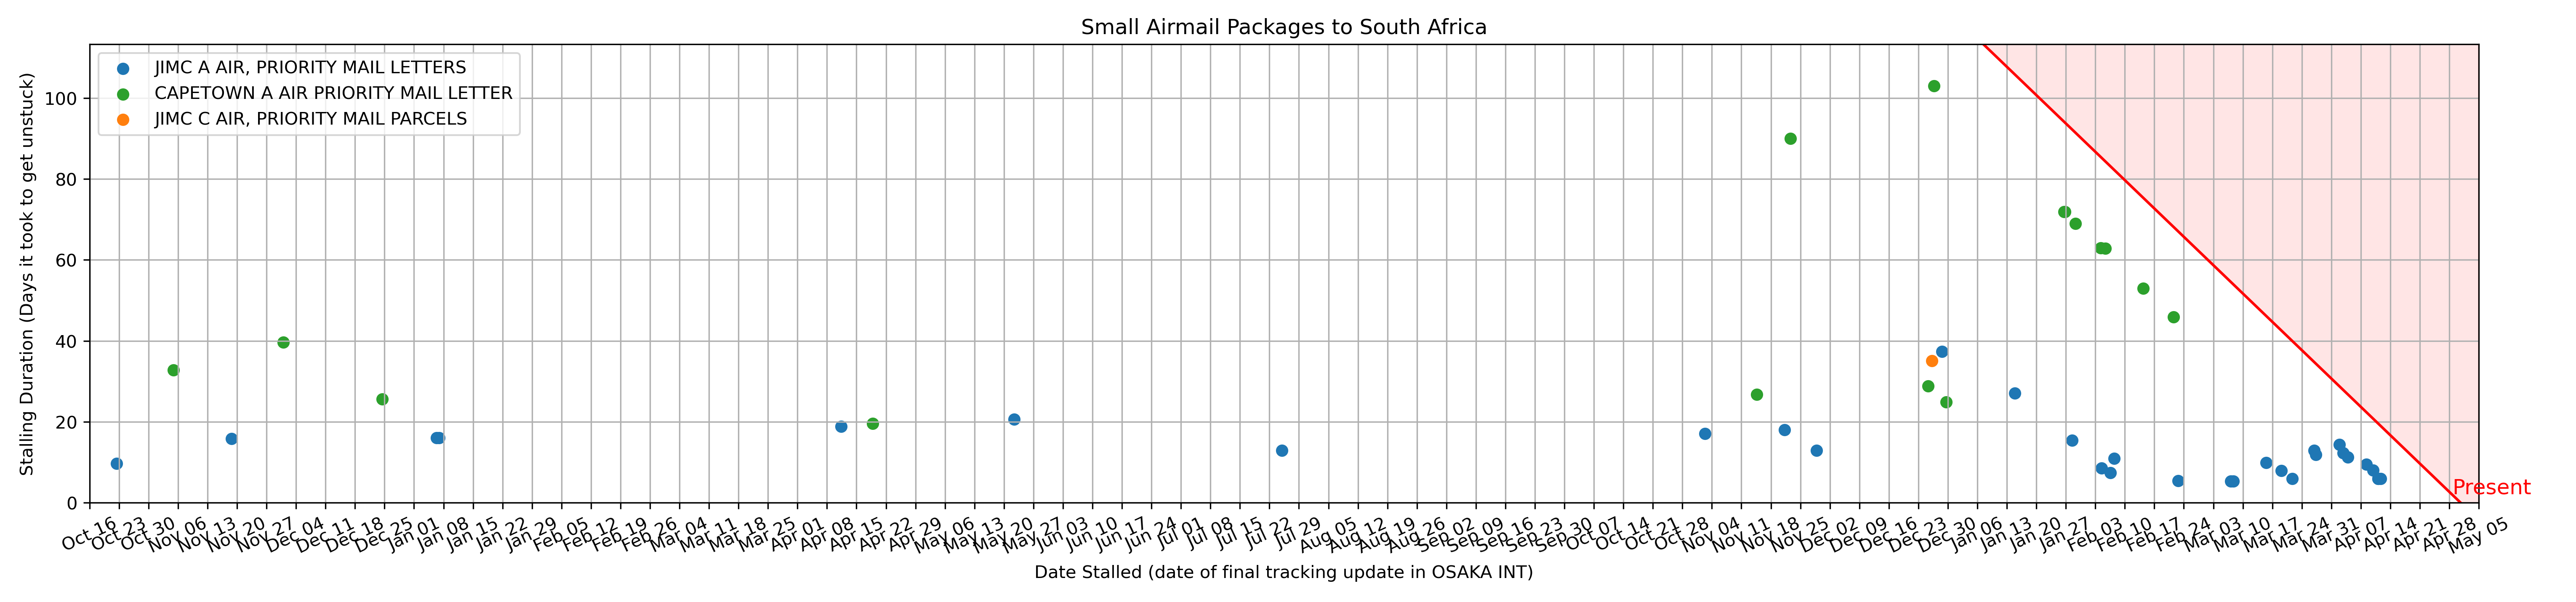 Small Airmail Packages to South Africa
JIMC A AIR, PRIORITY MAIL LETTERS
CAPETOWN A AIR PRIORITY MAIL LETTER
JIMC C AIR, PRIORITY MAIL PARCELS
Stalling Duration (Days it took to get unstuck)
100
80
60
40
20
0
Present
Oct 16 Oct 23 Oct 30 Nov 06 Nov 13 Nov 20 Nov 27 Dec 04 Dec 11 Dec 18 Dec 25 Jan 01 Jan 08 Jan 15 Jan 22 Jan 29 Feb 05 Feb 12 Feb 19 Feb 26 Mar 04 Mar 11 Mar 18 Mar 25 Apr 01 Apr 08 Apr 15 Apr 22 Apr 29 May 06 May 13 May 20 May 27 Jun 03 Jun 10 Jun 17 Jun 24 Jul 01 Jul 08 Jul 15 Jul 22 Jul 29 Aug 05 Aug 12 Aug 19 Aug 26 Sep 02 Sep 09 Sep 16 Sep 23 Sep 30 Oct 07 Oct 14 Oct 21 Oct 28 Nov 04 Nov 11 Nov 18 Nov 25 Dec 02 Dec 09 Dec 16 Dec 23 Dec 30 Jan 06 Jan 13 Jan 20 Jan 27 Feb 03 Feb 10 Feb 17 Feb 24 Mar 03 Mar 10 Mar 17 Mar 24 Mar 31 Apr 07 Apr 14 Apr 21 Apr 28 May 05
Date Stalled (date of final tracking update in OSAKA INT)